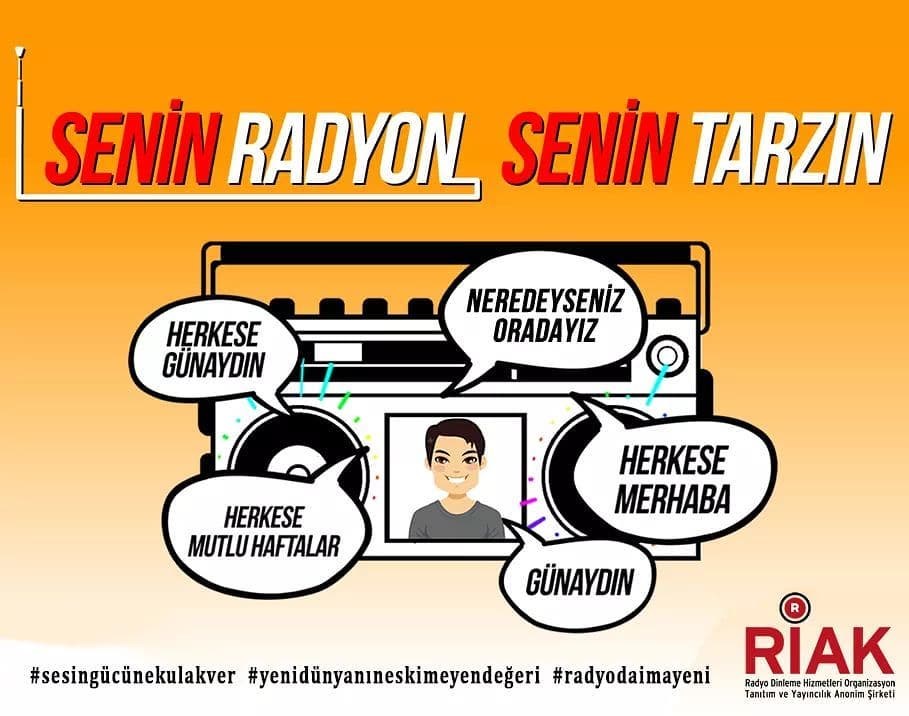 SENİN RADYON SENİN TARZIN
NEREDEYSENİZ
ORADAYIZ
HERKESE
GÜNAYDIN
HERKESE
MERHABA
HERKESE
MUTLU HAFTALAR
GÜNAYDIN
R
RİAK
Radyo Dinleme Hizmetleri Organizasyon
Tanıtım ve Yayıncılık Anonim Şirketi
#sesingücünekulakver #yenidünyanıneskimeyendeğeri #radyodaimayeni